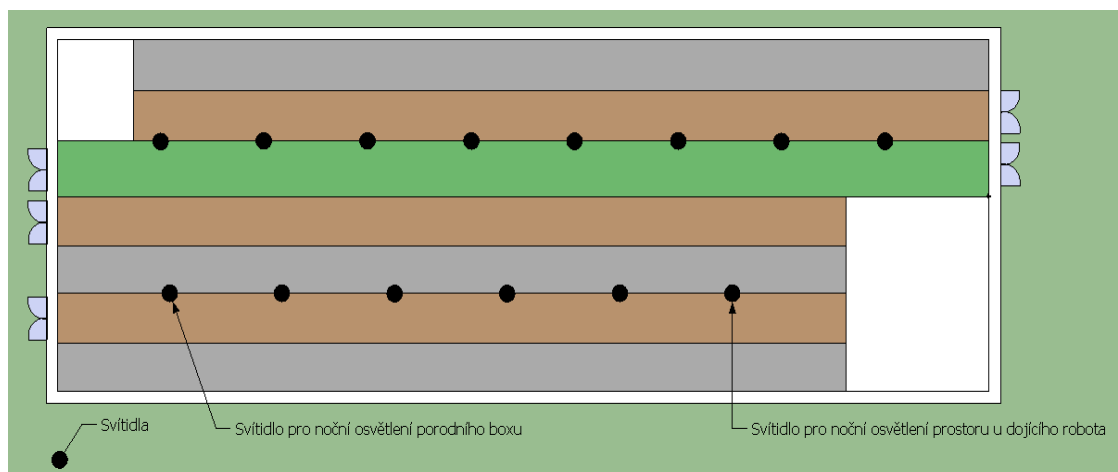 Svítidla
Svítidlo pro noční osvětlení porodního boxu
Svítidlo pro noční osvětlení prostoru u dojícího robota